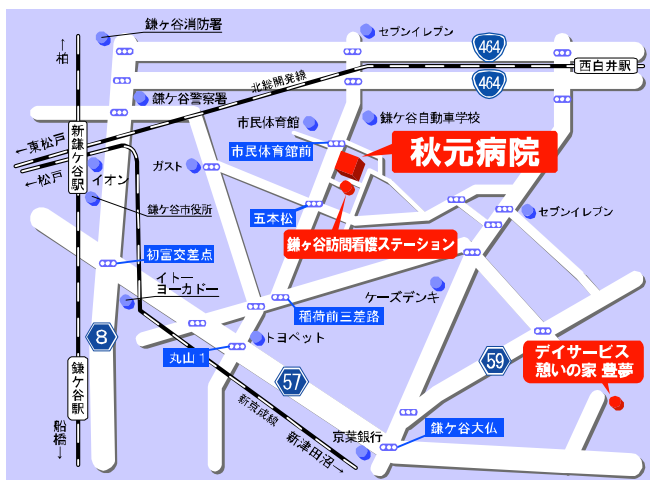 鎌ヶ谷消防署
セブンイレブン
464
464
西白井駅
↑柏
北総開発線
鎌ケ谷警察署
市民体育館
鎌ケ谷自動車学校
←東松戸
新鎌ケ谷駅
市民体育館前
秋元病院
←松戸
イオン
ガスト
鎌ケ谷市役所
五本松
セブンイレブン
鎌ヶ谷訪問看護ステーション
初富交差点
イトー
ヨーカドー
ケーズデンキ
稲荷前三差路
8
トヨペット
丸山1
デイサービス
憩いの家 豊夢
59
57
鎌ケ谷駅
新京成線
船橋↓
新津田沼→
京葉銀行
鎌ケ谷大仏